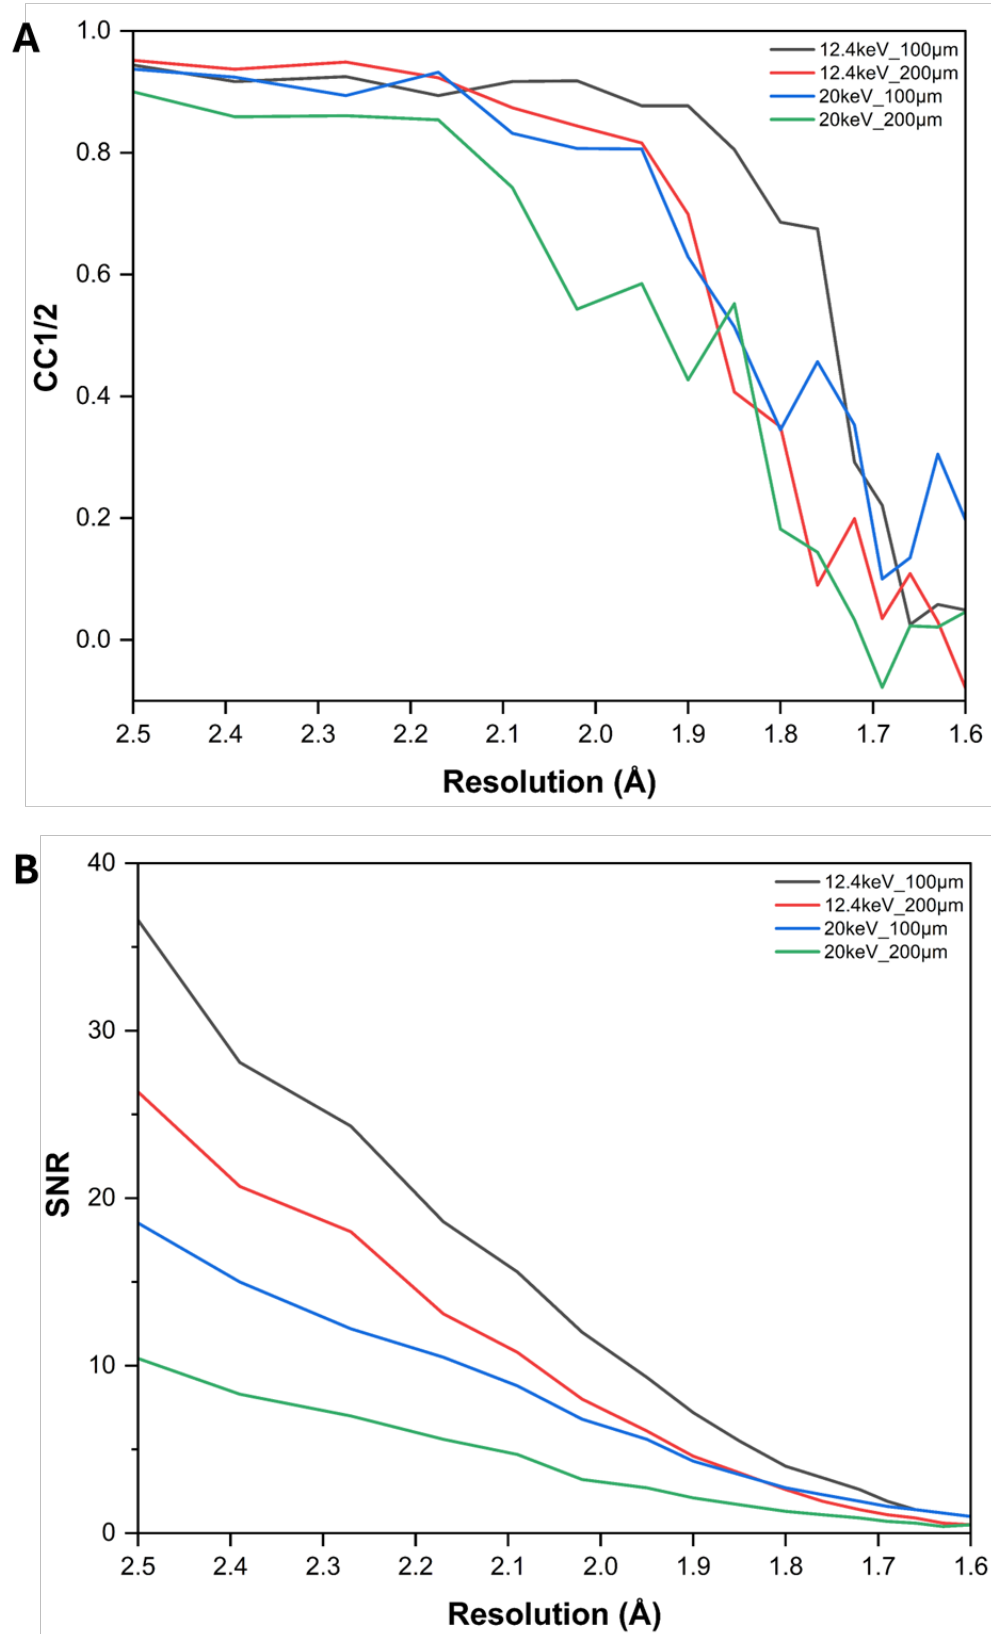 A
1.0
0.8
0.6
0.4
0.2
0.0
CC1/2
12.4keV_100μm
12.4keV_200μm
20keV_100μm
20keV_200μm
2.5 2.4 2.3 2.2 2.1 2.0 1.9 1.8 1.7 1.6
Resolution (Å)
B
40
30
20
10
0
SNR
12.4keV_100μm
12.4keV_200μm
20keV_100μm
20keV_200μm
2.5 2.4 2.3 2.2 2.1 2.0 1.9 1.8 1.7 1.6
Resolution (Å)